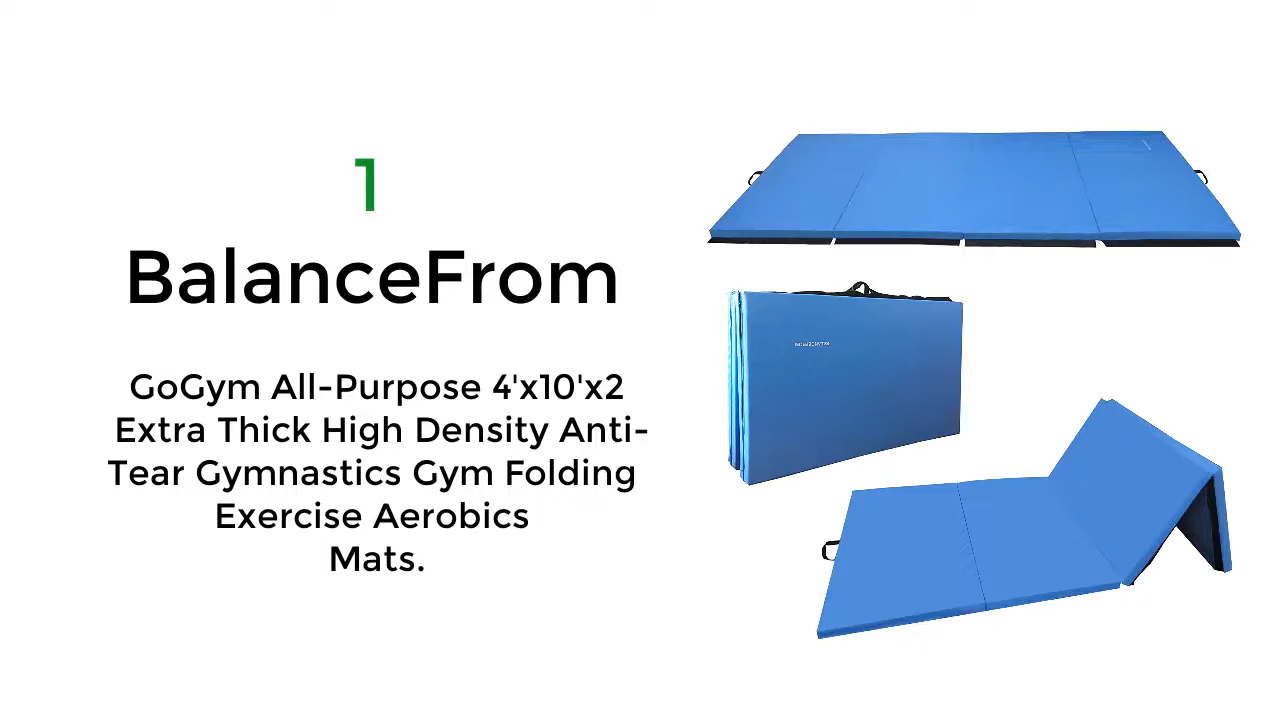 1
BalanceFrom
GoGym All-Purpose 4'x10'x2
Extra Thick High Density Anti-
Tear Gymnastics Gym Folding
Exercise Aerobics
Mats.